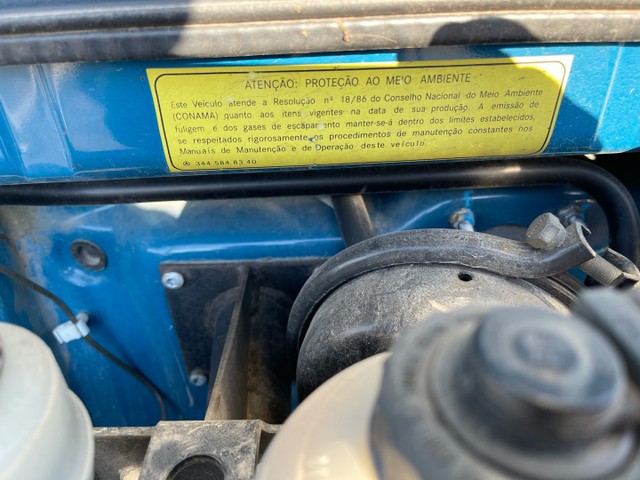 ATENÇÃO: PROTEÇÃO AO MEIO AMBIENTE
Este Veículo atende a Resolução nº 18/86 do Conselho Nacional do Meio Ambiente
(CONAMA) quanto aos itens vigentes na data de sua produção. A emissão de
fuligem e dos gases de escapamento manter-se-á dentro dos limites estabelecidos,
se respeitados rigorosamente os procedimentos de manutenção constantes nos
Manuais de Manutenção e de Operação deste veículo.
344 584 83 40